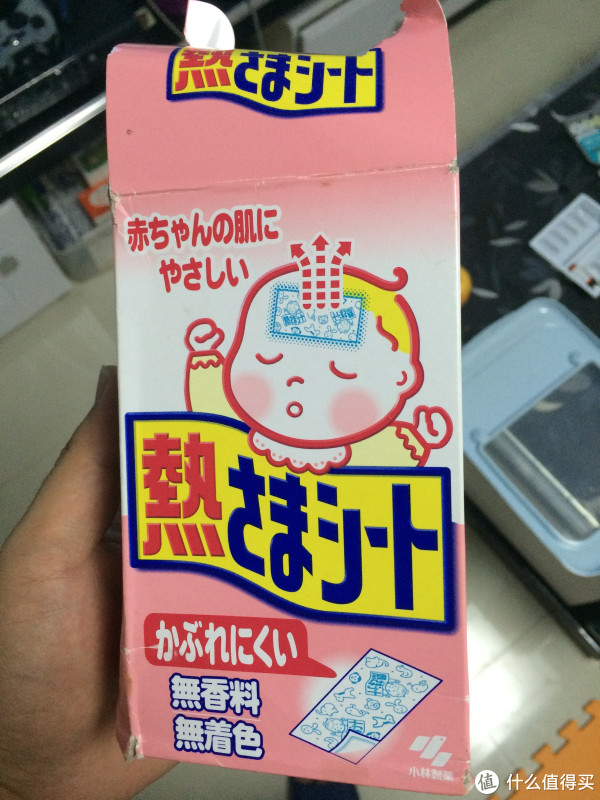 熱さまシート
赤ちゃんの肌に
やさしい
熱さまシート
かぶれにくい
無香料
無着色
小林製薬
值 什么值得买